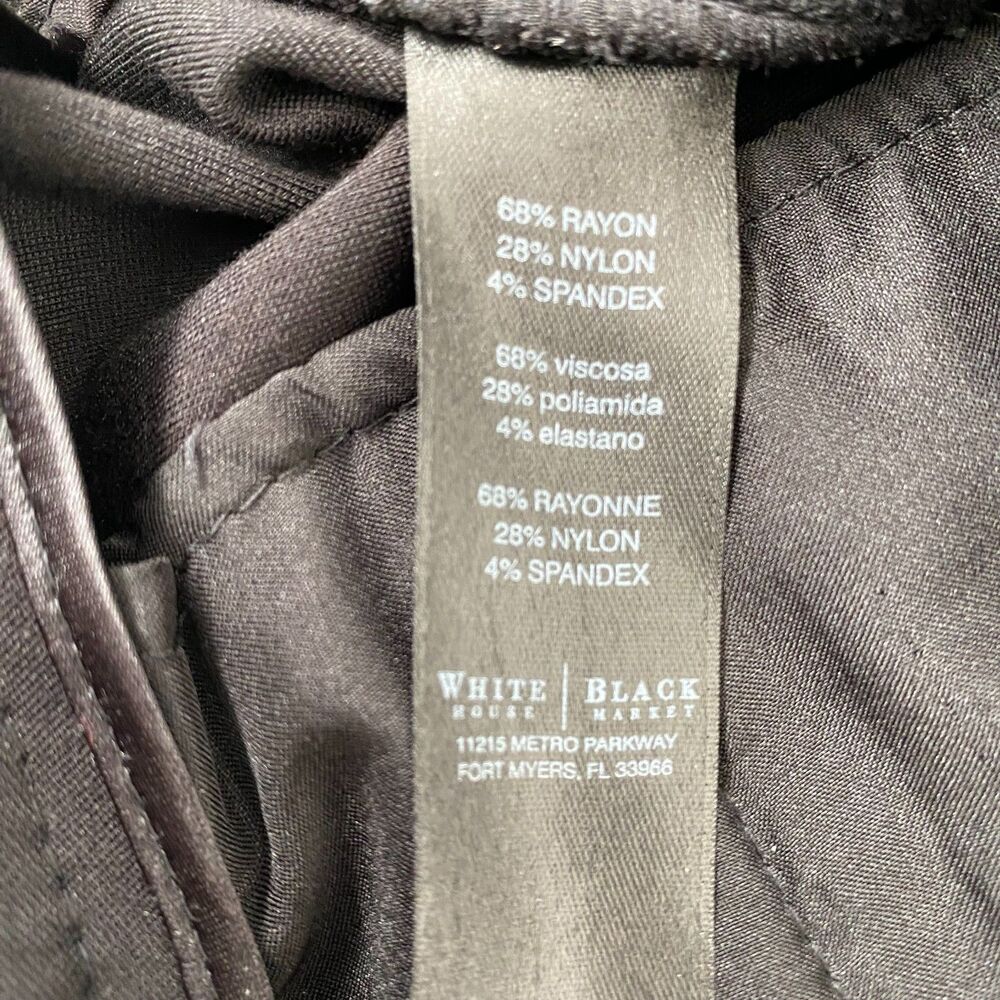 68% RAYON
28% NYLON
4% SPANDEX
68% viscosa
28% poliamida
4% elastano
68% RAYONNE
28% NYLON
4% SPANDEX
WHITE | BLACK
HOUSE | MARKET
11215 METRO PARKWAY
FORT MYERS, FL 33966